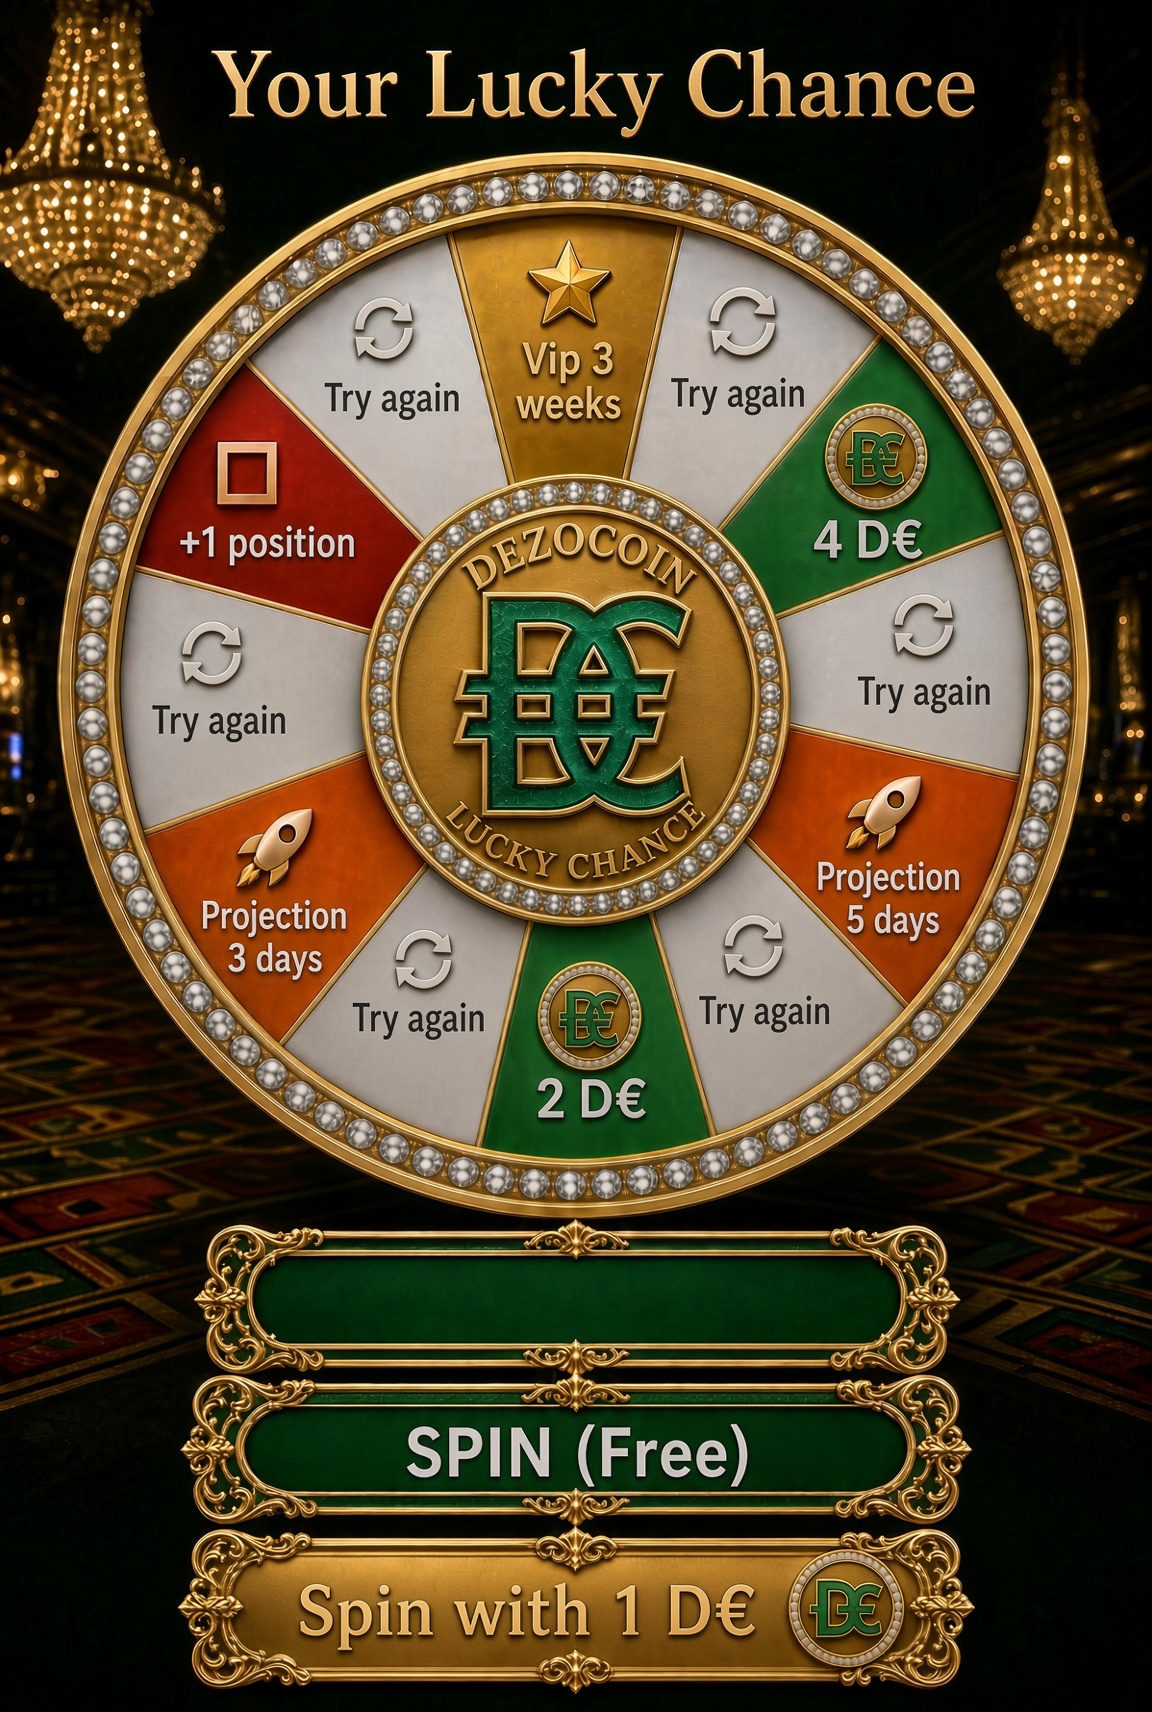 Your Lucky Chance
Try again
Vip 3
weeks
Try again
+1 position
4 D€
DEZOCOIN
Try again
Try again
LUCKY CHANCE
Projection
3 days
Projection
5 days
Try again
Try again
2 D€
SPIN (Free)
Spin with 1 D€